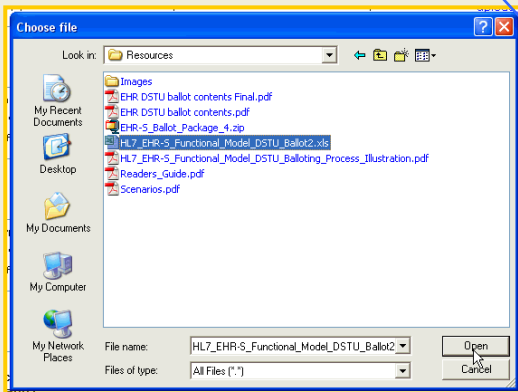 Choose file
Look in:
Resources
My Recent
Documents
Desktop
My Documents
My Computer
My Network
Places
Images
EHR DSTU ballot contents Final.pdf
EHR DSTU ballot contents.pdf
EHR-S_Ballot_Package_4.zip
HL7_EHR-S_Functional_Model_DSTU_Ballot2.xls
HL7_EHR-S_Functional_Model_DSTU_Balloting_Process_Illustration.pdf
Readers_Guide.pdf
Scenarios.pdf
File name:
HL7_EHR-S_Functional_Model_DSTU_Ballot2
Open
Files of type:
All Files (*.*)
Cancel